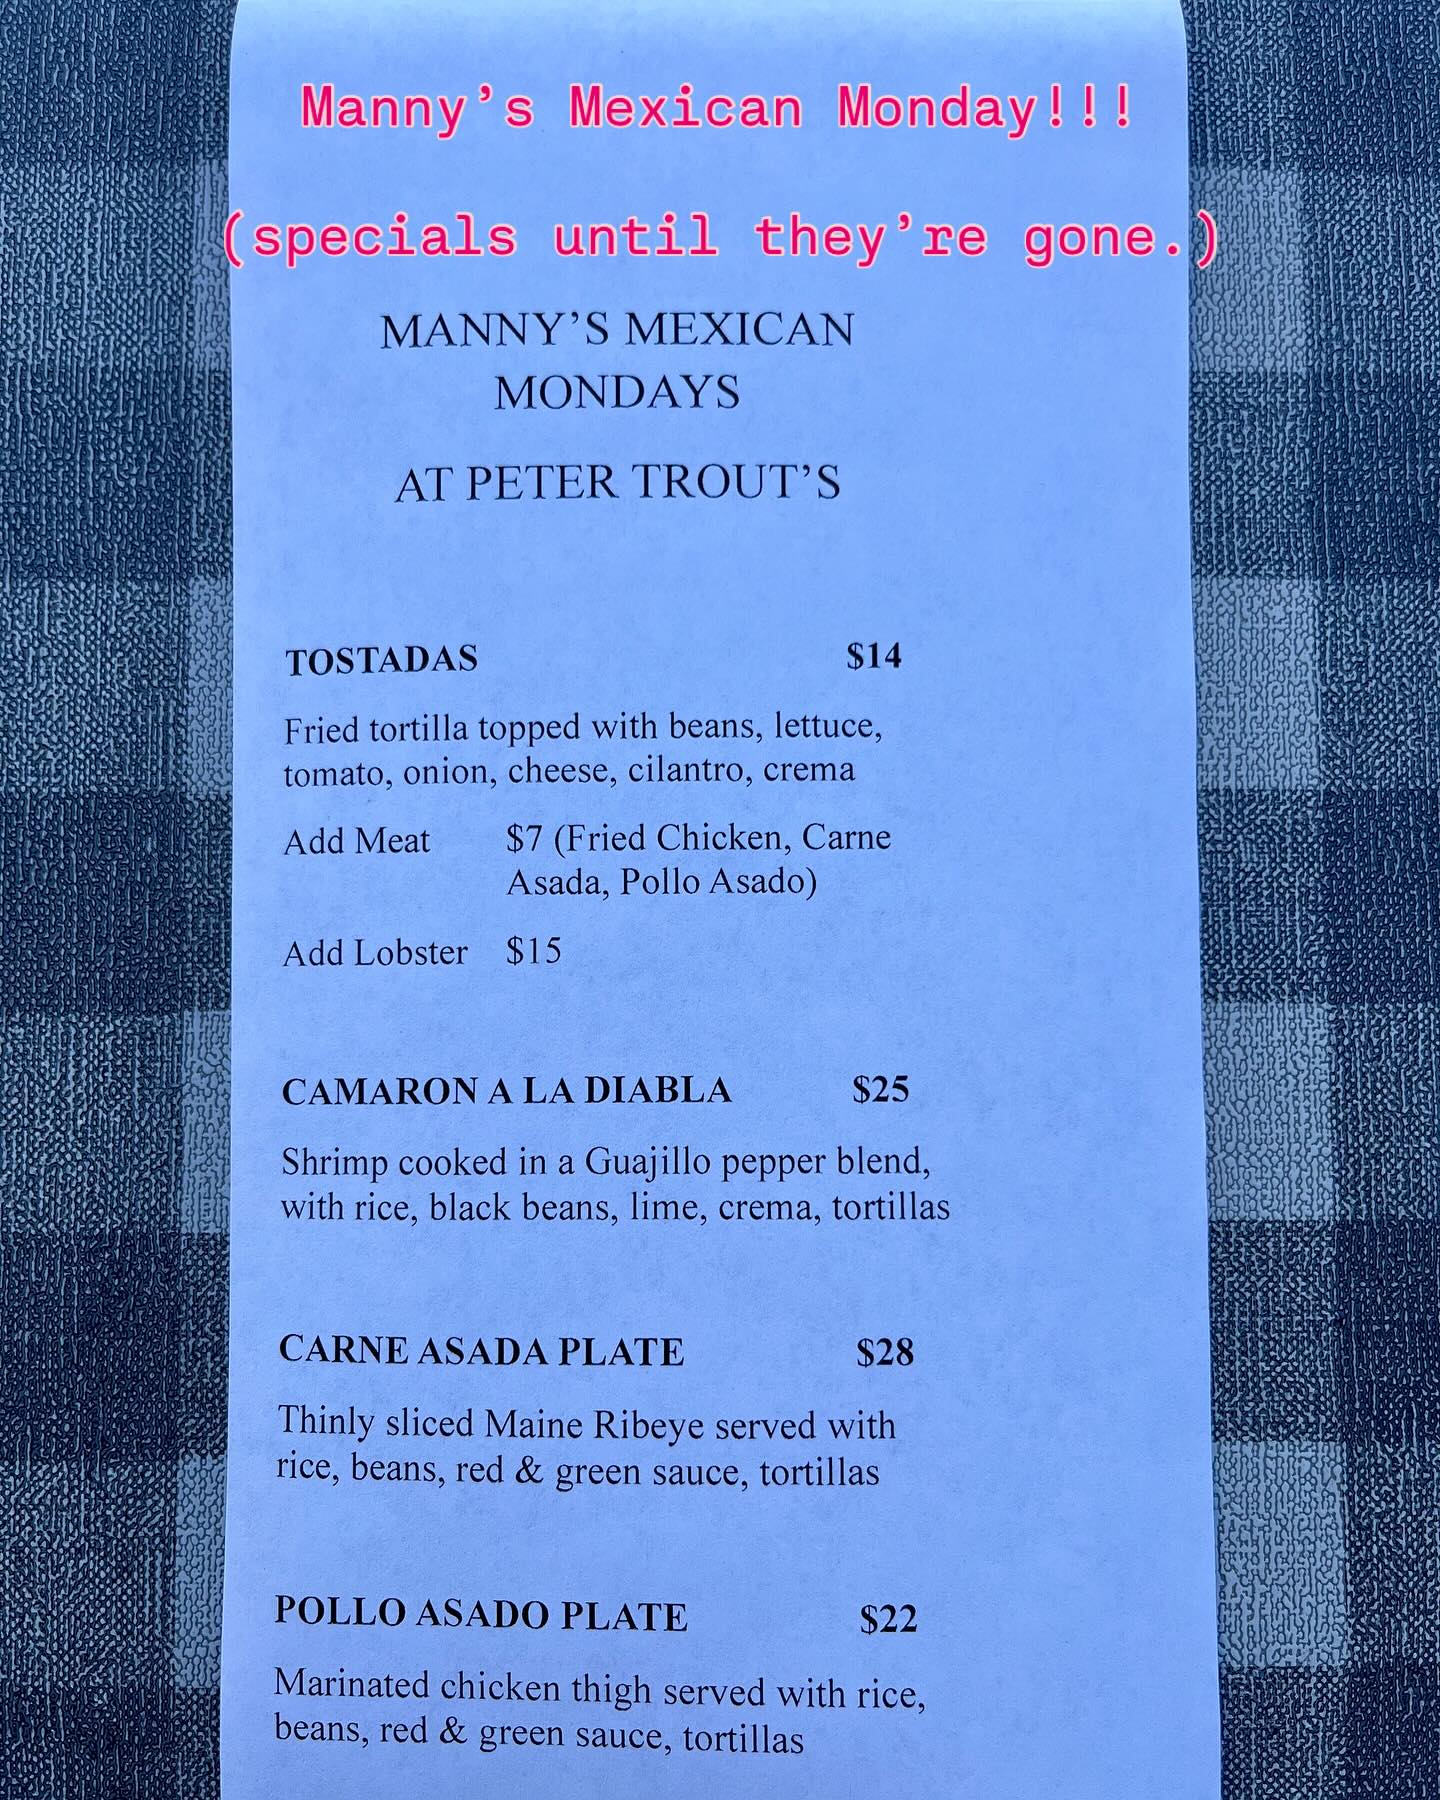 Manny’s Mexican Monday!!!
(specials until they’re gone.)
MANNY’S MEXICAN
MONDAYS
AT PETER TROUT’S
TOSTADAS $14
Fried tortilla topped with beans, lettuce,
tomato, onion, cheese, cilantro, crema
Add Meat $7 (Fried Chicken, Carne
Asada, Pollo Asado)
Add Lobster $15
CAMARON A LA DIABLA $25
Shrimp cooked in a Guajillo pepper blend,
with rice, black beans, lime, crema, tortillas
CARNE ASADA PLATE $28
Thinly sliced Maine Ribeye served with
rice, beans, red & green sauce, tortillas
POLLO ASADO PLATE $22
Marinated chicken thigh served with rice,
beans, red & green sauce, tortillas